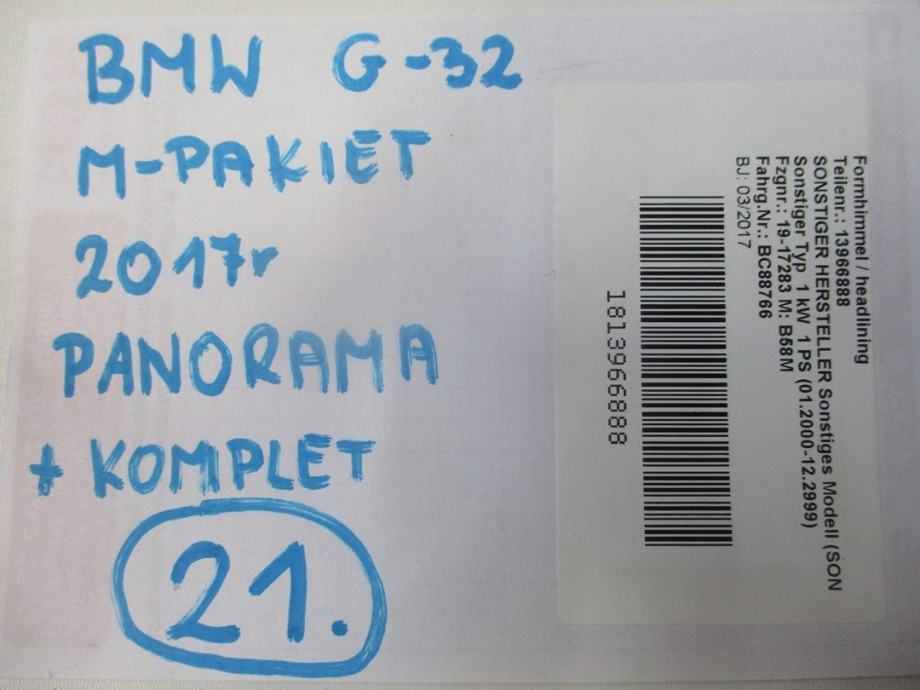 BMW G-32
M-PAKIET
2017r
PANORAMA
+ KOMPLET
21.
Formhimmel / headlining
Teilenr.: 13966888
SONSTIGER HERSTELLER Sonstiges Modell (SON
Sonstiger Typ 1 kW 1 PS (01.2000-12.2999)
Fzgnr.: 19-17283 M: B58M
Fahrg.Nr.: BC88766
BJ: 03/2017
1813966888